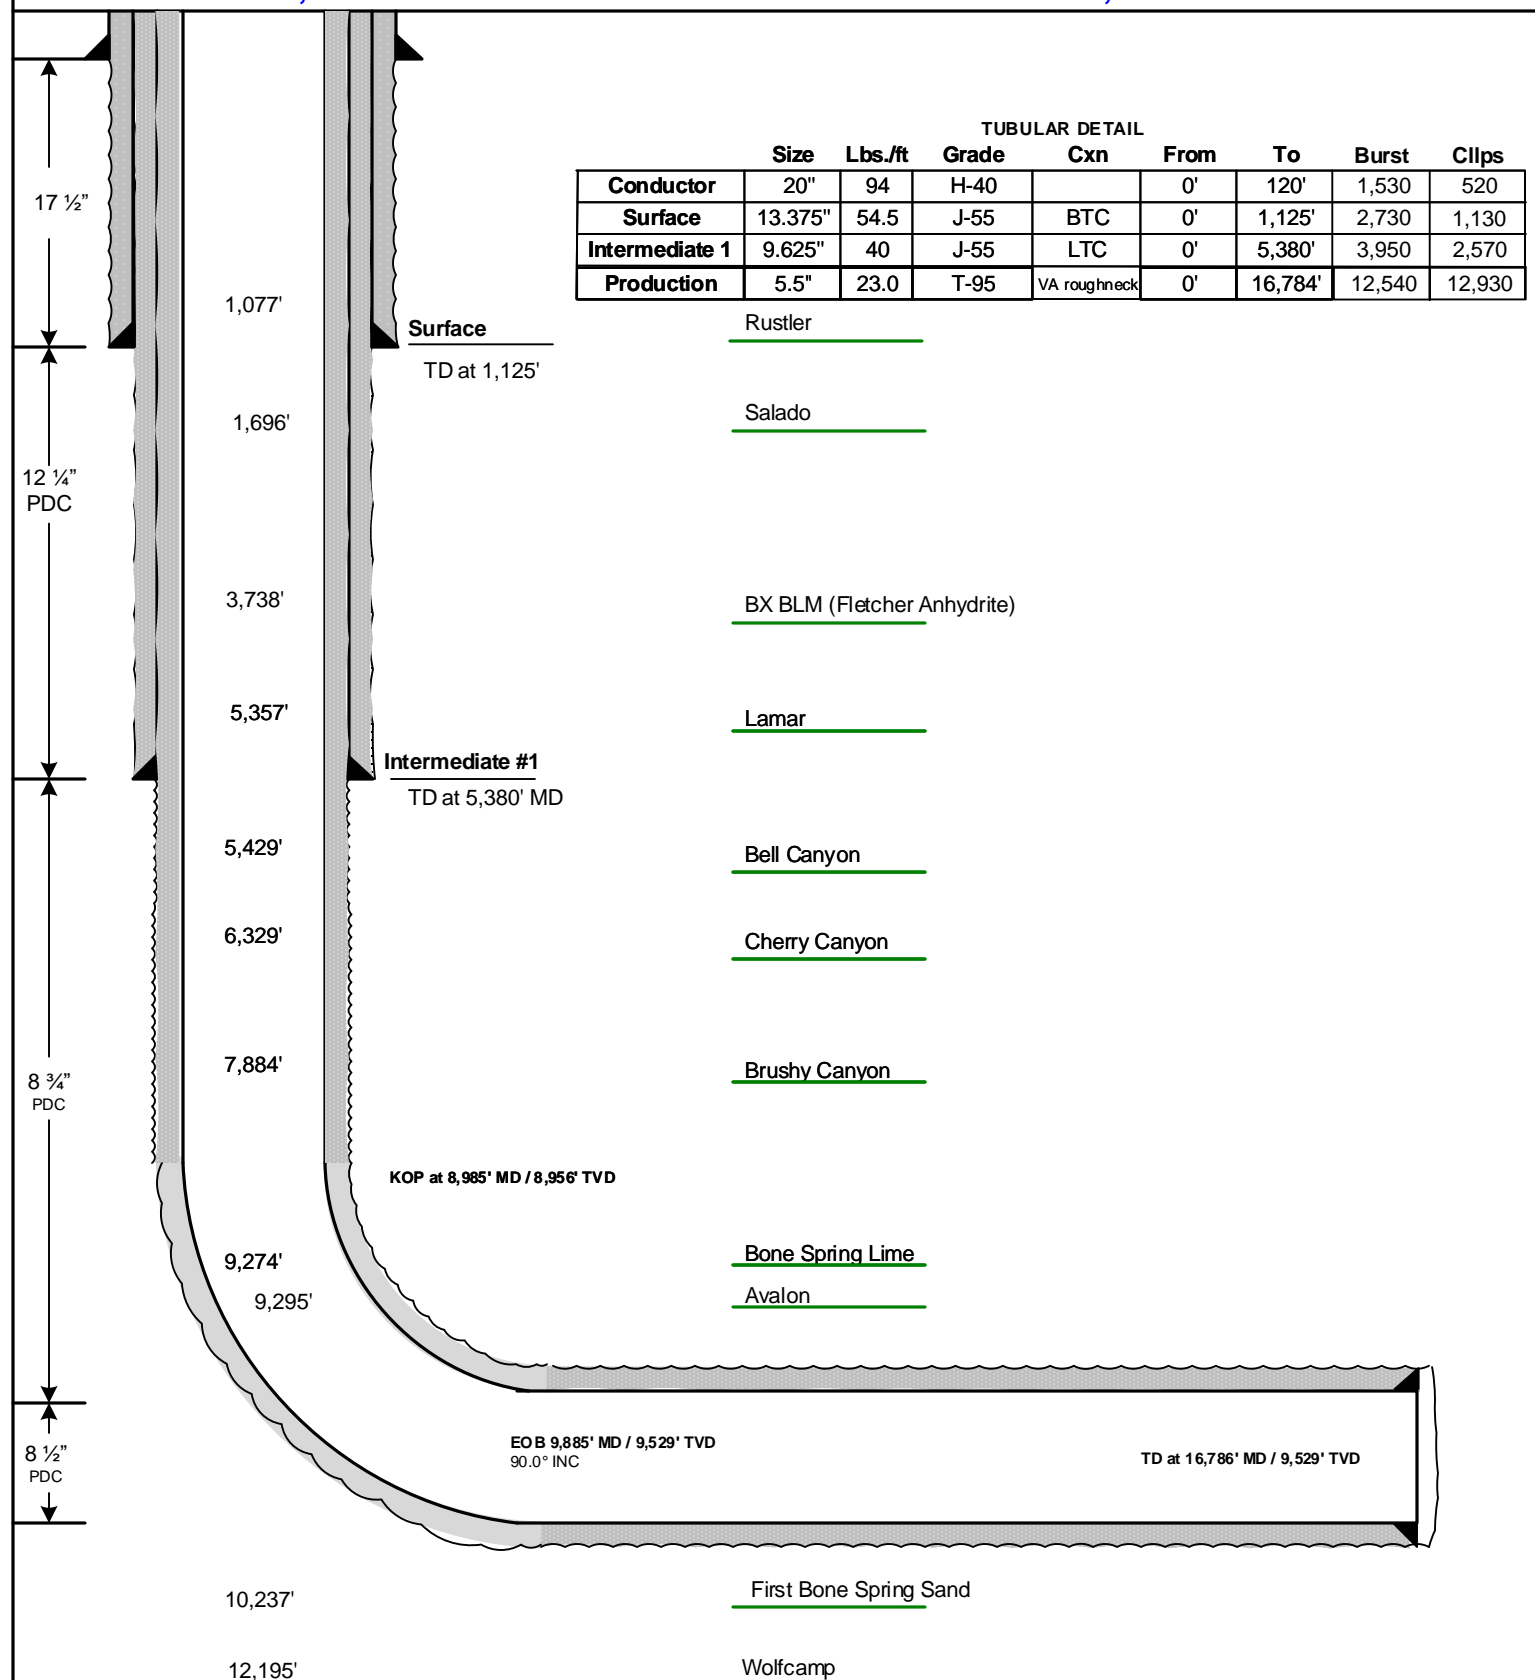 TUBULAR DETAIL
Size Lbs./ft Grade Cxn From To Burst Cllps
Conductor 20" 94 H-40 0' 120' 1,530 520
Surface 13.375" 54.5 J-55 BTC 0' 1,125' 2,730 1,130
Intermediate 1 9.625" 40 J-55 LTC 0' 5,380' 3,950 2,570
Production 5.5" 23.0 T-95 VA roughneck 0' 16,784' 12,540 12,930
17 ½”
1,077'
Rustler
Surface
TD at 1,125'
1,696'
Salado
12 ¼”
PDC
3,738'
BX BLM (Fletcher Anhydrite)
5,357'
Lamar
Intermediate #1
TD at 5,380' MD
5,429'
Bell Canyon
6,329'
Cherry Canyon
7,884'
Brushy Canyon
8 ¾”
PDC
KOP at 8,985' MD / 8,956' TVD
9,274'
Bone Spring Lime
9,295'
Avalon
8 ½”
PDC
EOB 9,885' MD / 9,529' TVD
90.0° INC
TD at 16,786' MD / 9,529' TVD
10,237'
First Bone Spring Sand
12,195'
Wolfcamp